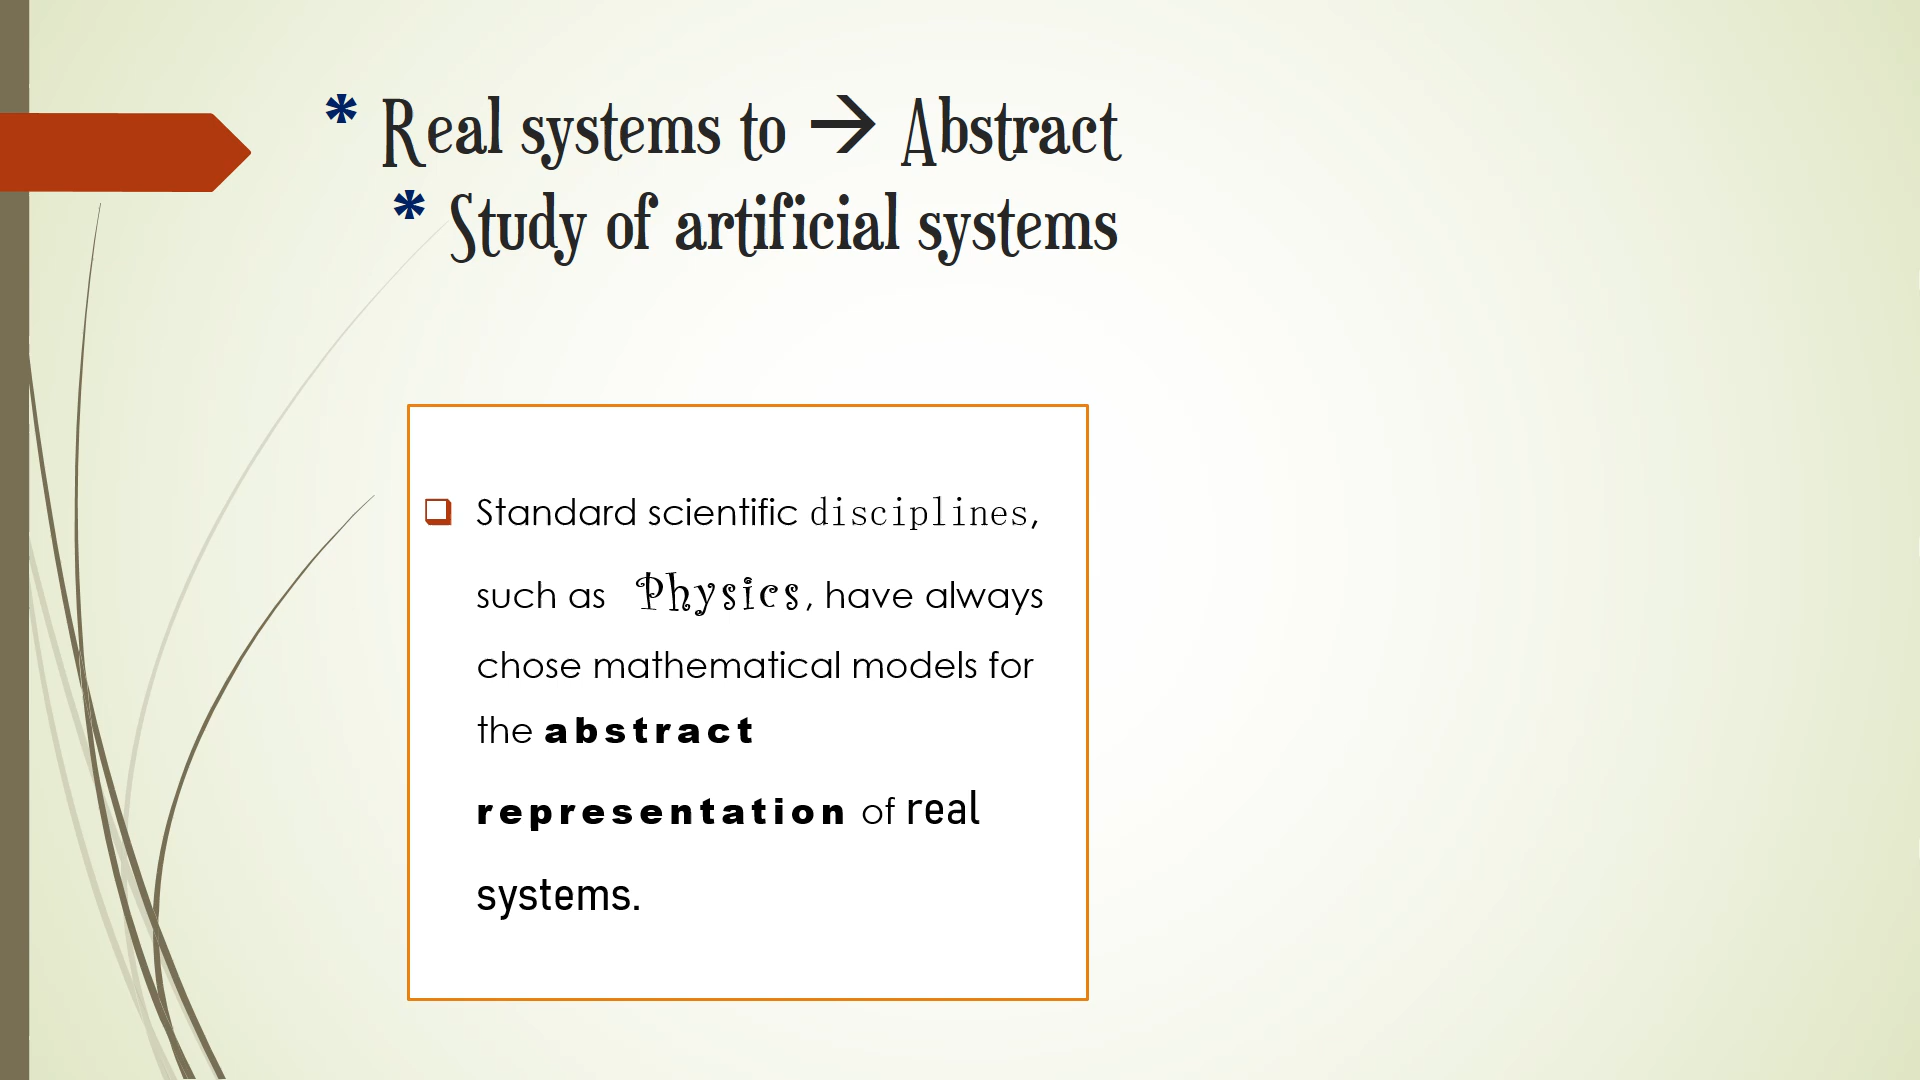 * Real systems to → Abstract
* Study of artificial systems
❑ Standard scientific disciplines,
such as Physics, have always
chose mathematical models for
the abstract
representation of real
systems.